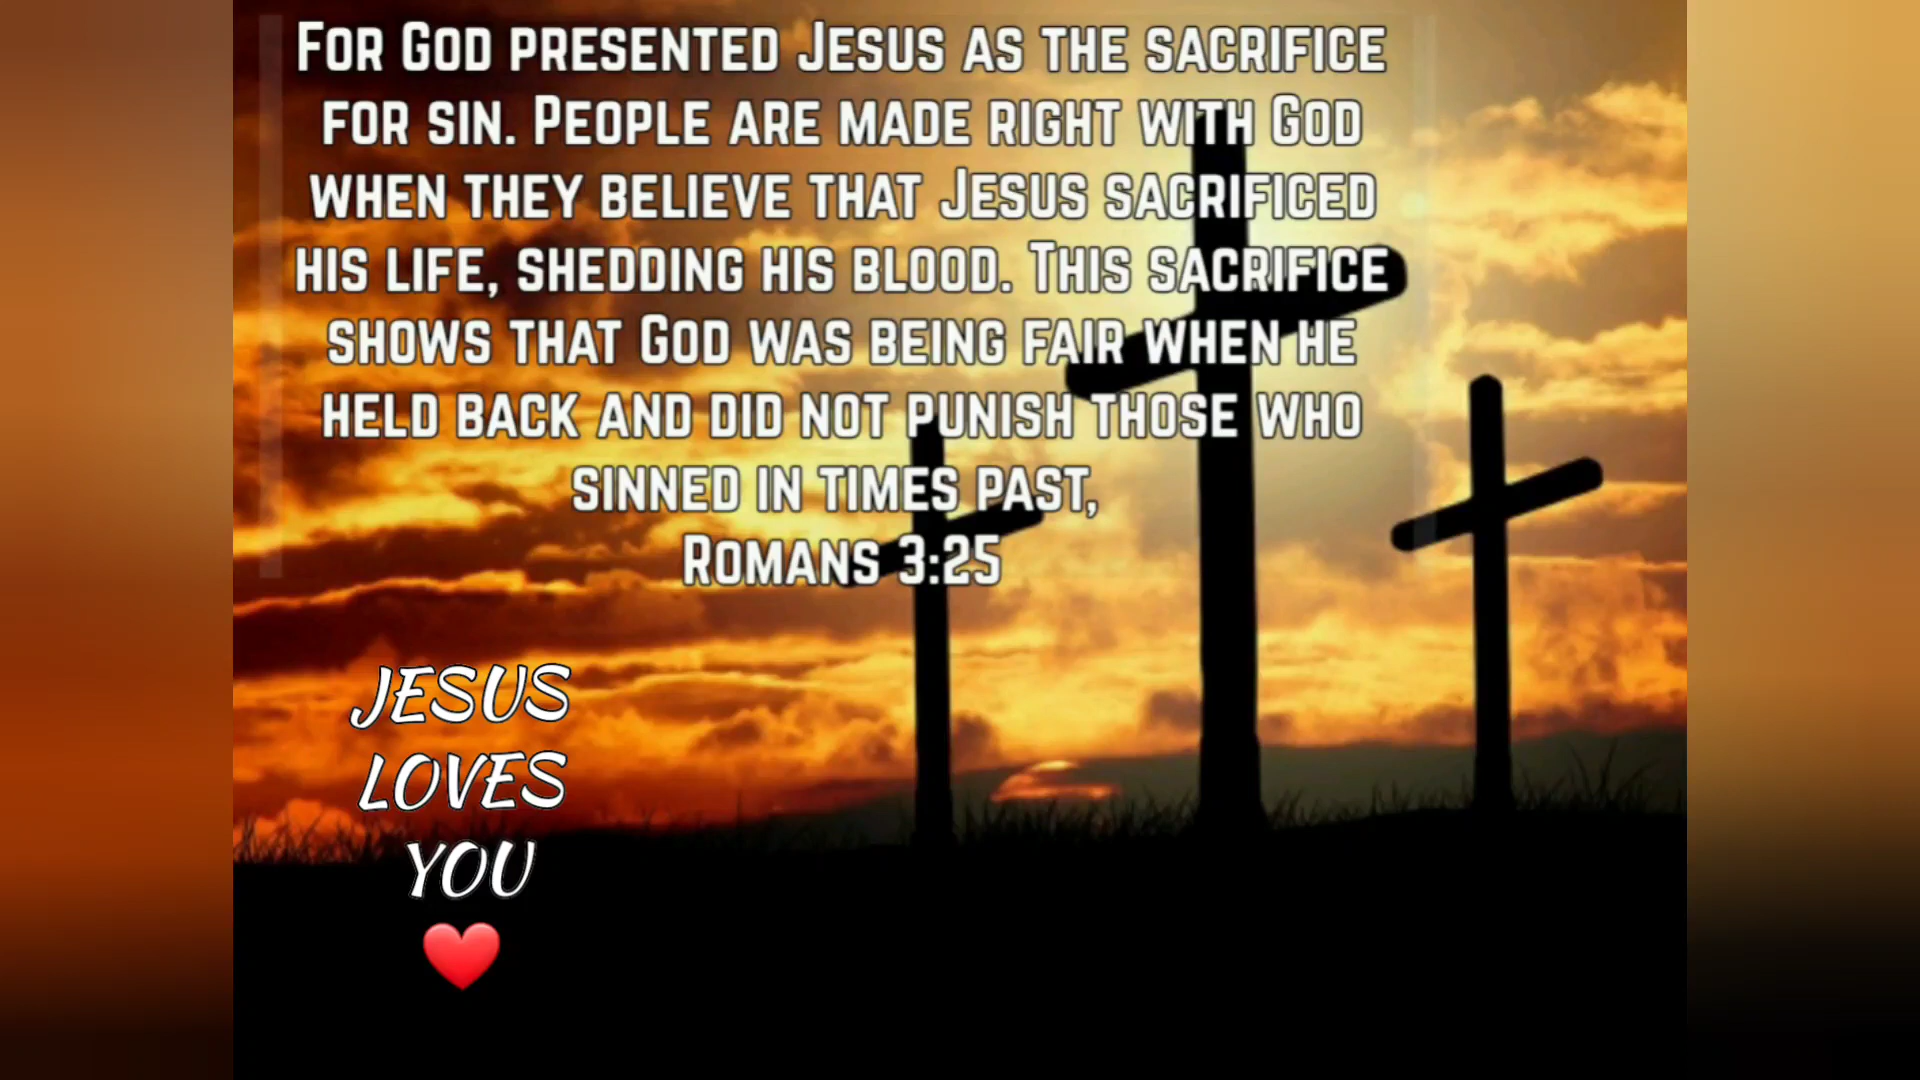 For God presented Jesus as the sacrifice
for sin. People are made right with God
when they believe that Jesus sacrificed
his life, shedding his blood. This sacrifice
shows that God was being fair when he
held back and did not punish those who
sinned in times past,
Romans 3:25
JESUS
LOVES
YOU